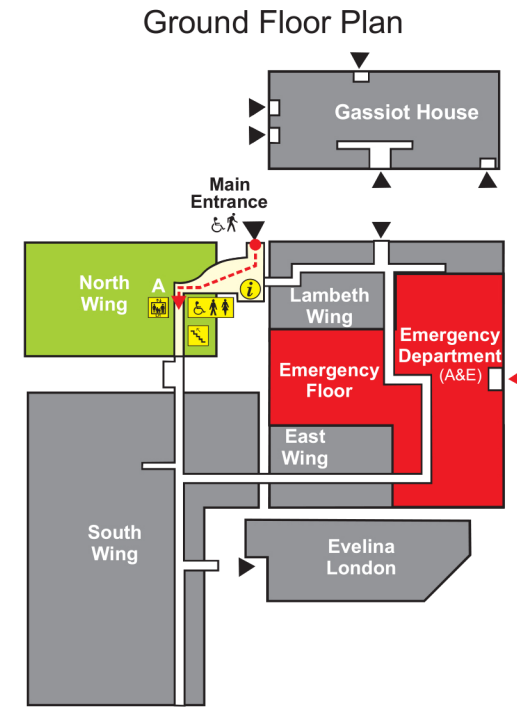 Ground Floor Plan
Gassiot House
Main
Entrance
North
Wing
A
i
Lambeth
Wing
Emergency
Department
(A&E)
Emergency
Floor
East
Wing
South
Wing
Evelina
London